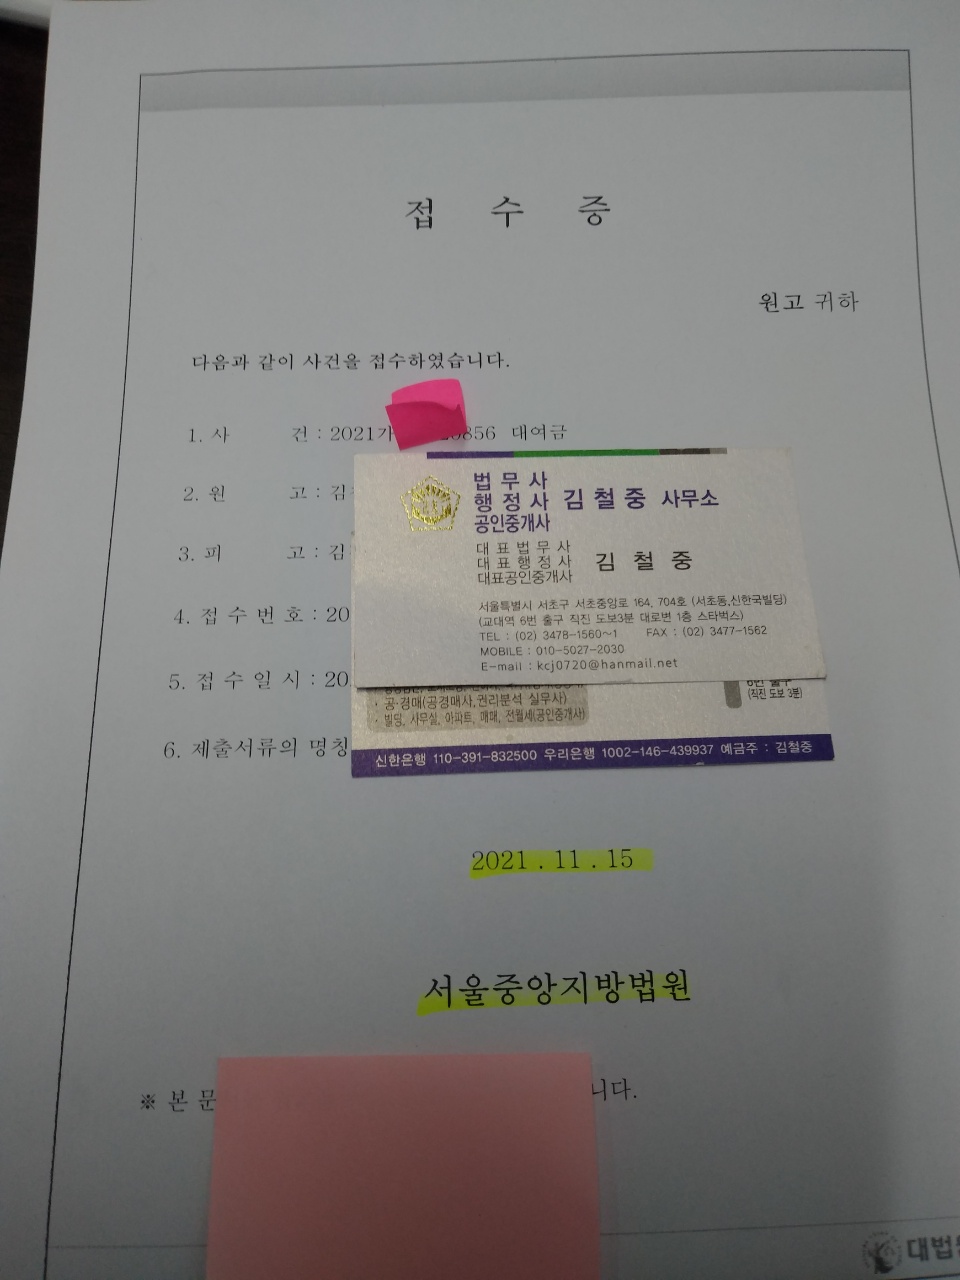 접 수 증
원고 귀하
다음과 같이 사건을 접수하였습니다.
1. 사 건 : 2021가 856 대여금
2. 원 고 : 김
3. 피 고 : 김
4. 접 수 번 호 : 20
5. 접 수 일 시 : 20
6. 제출서류의 명칭
법 무 사
행 정 사 김 철 중 사무소
공인중개사
대 표 법 무 사
대 표 행 정 사 김 철 중
대표공인중개사
서울특별시 서초구 서초중앙로 164, 704호 (서초동,신한국빌딩)
(교대역 6번 출구 직진 도보3분 대로변 1층 스타벅스)
TEL : (02) 3478-1560~1 FAX : (02) 3477-1562
MOBILE : 010-5027-2030
E-mail : kcj0720@hanmail.net
· 공·경매(공경매사,권리분석 실무사)
· 빌딩, 사무실, 아파트, 매매, 전월세(공인중개사)
6번 출구
(직진 도보 3분)
신한은행 110-391-832500 우리은행 1002-146-439937 예금주 : 김철중
2021 . 11 . 15
서울중앙지방법원
※ 본 문 니다.
대법원